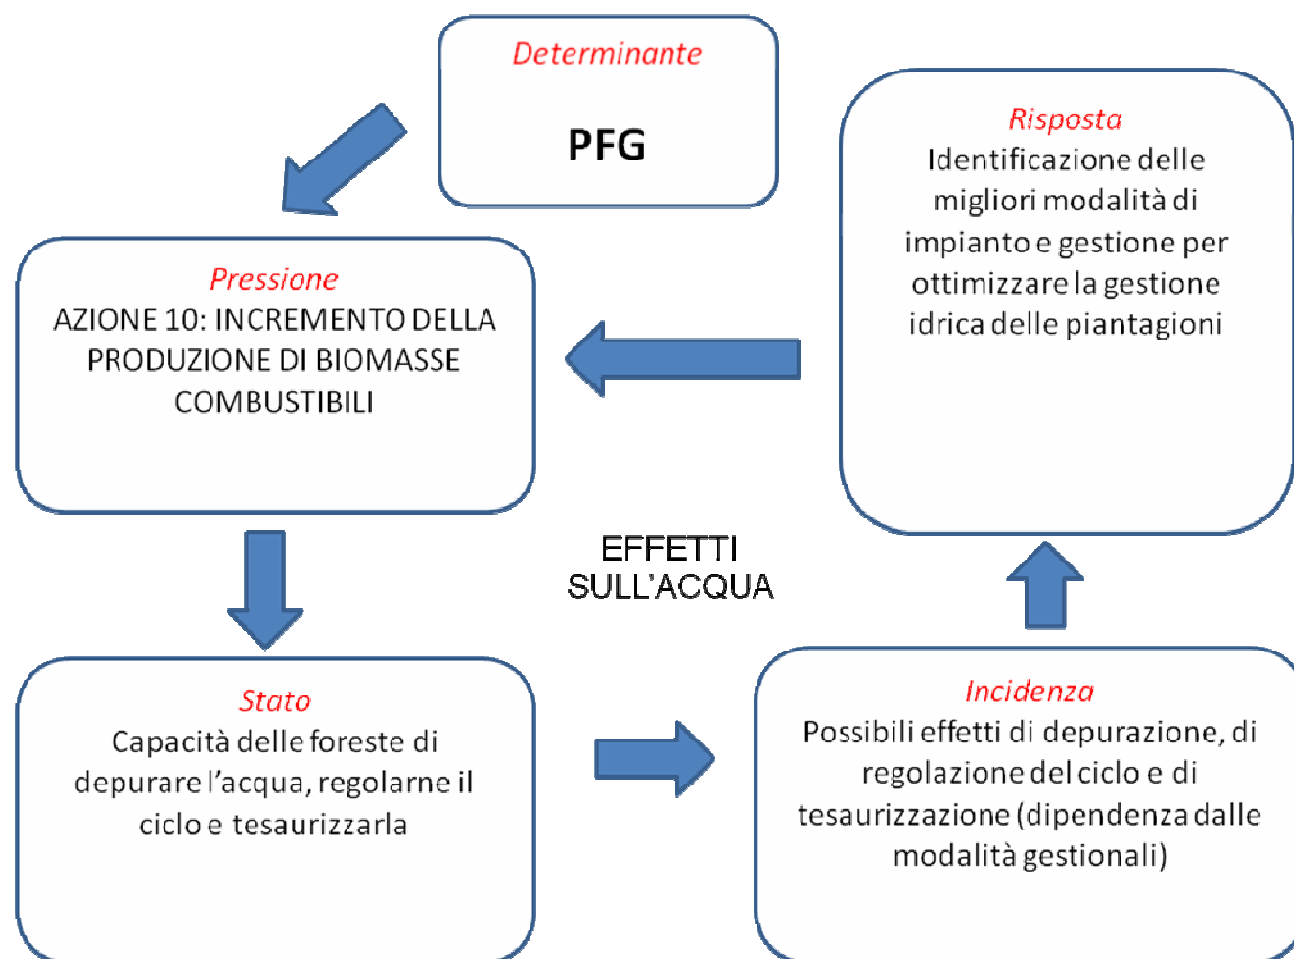 Determinante
PFG
Risposta
Identificazione delle
migliori modalità di
impianto e gestione per
ottimizzare la gestione
idrica delle piantagioni
Pressione
AZIONE 10: INCREMENTO DELLA
PRODUZIONE DI BIOMASSE
COMBUSTIBILI
EFFETTI
SULL'ACQUA
Stato
Capacità delle foreste di
depurare l'acqua, regolarne il
ciclo e tesaurizzarla
Incidenza
Possibili effetti di depurazione, di
regolazione del ciclo e di
tesaurizzazione (dipendenza dalle
modalità gestionali)